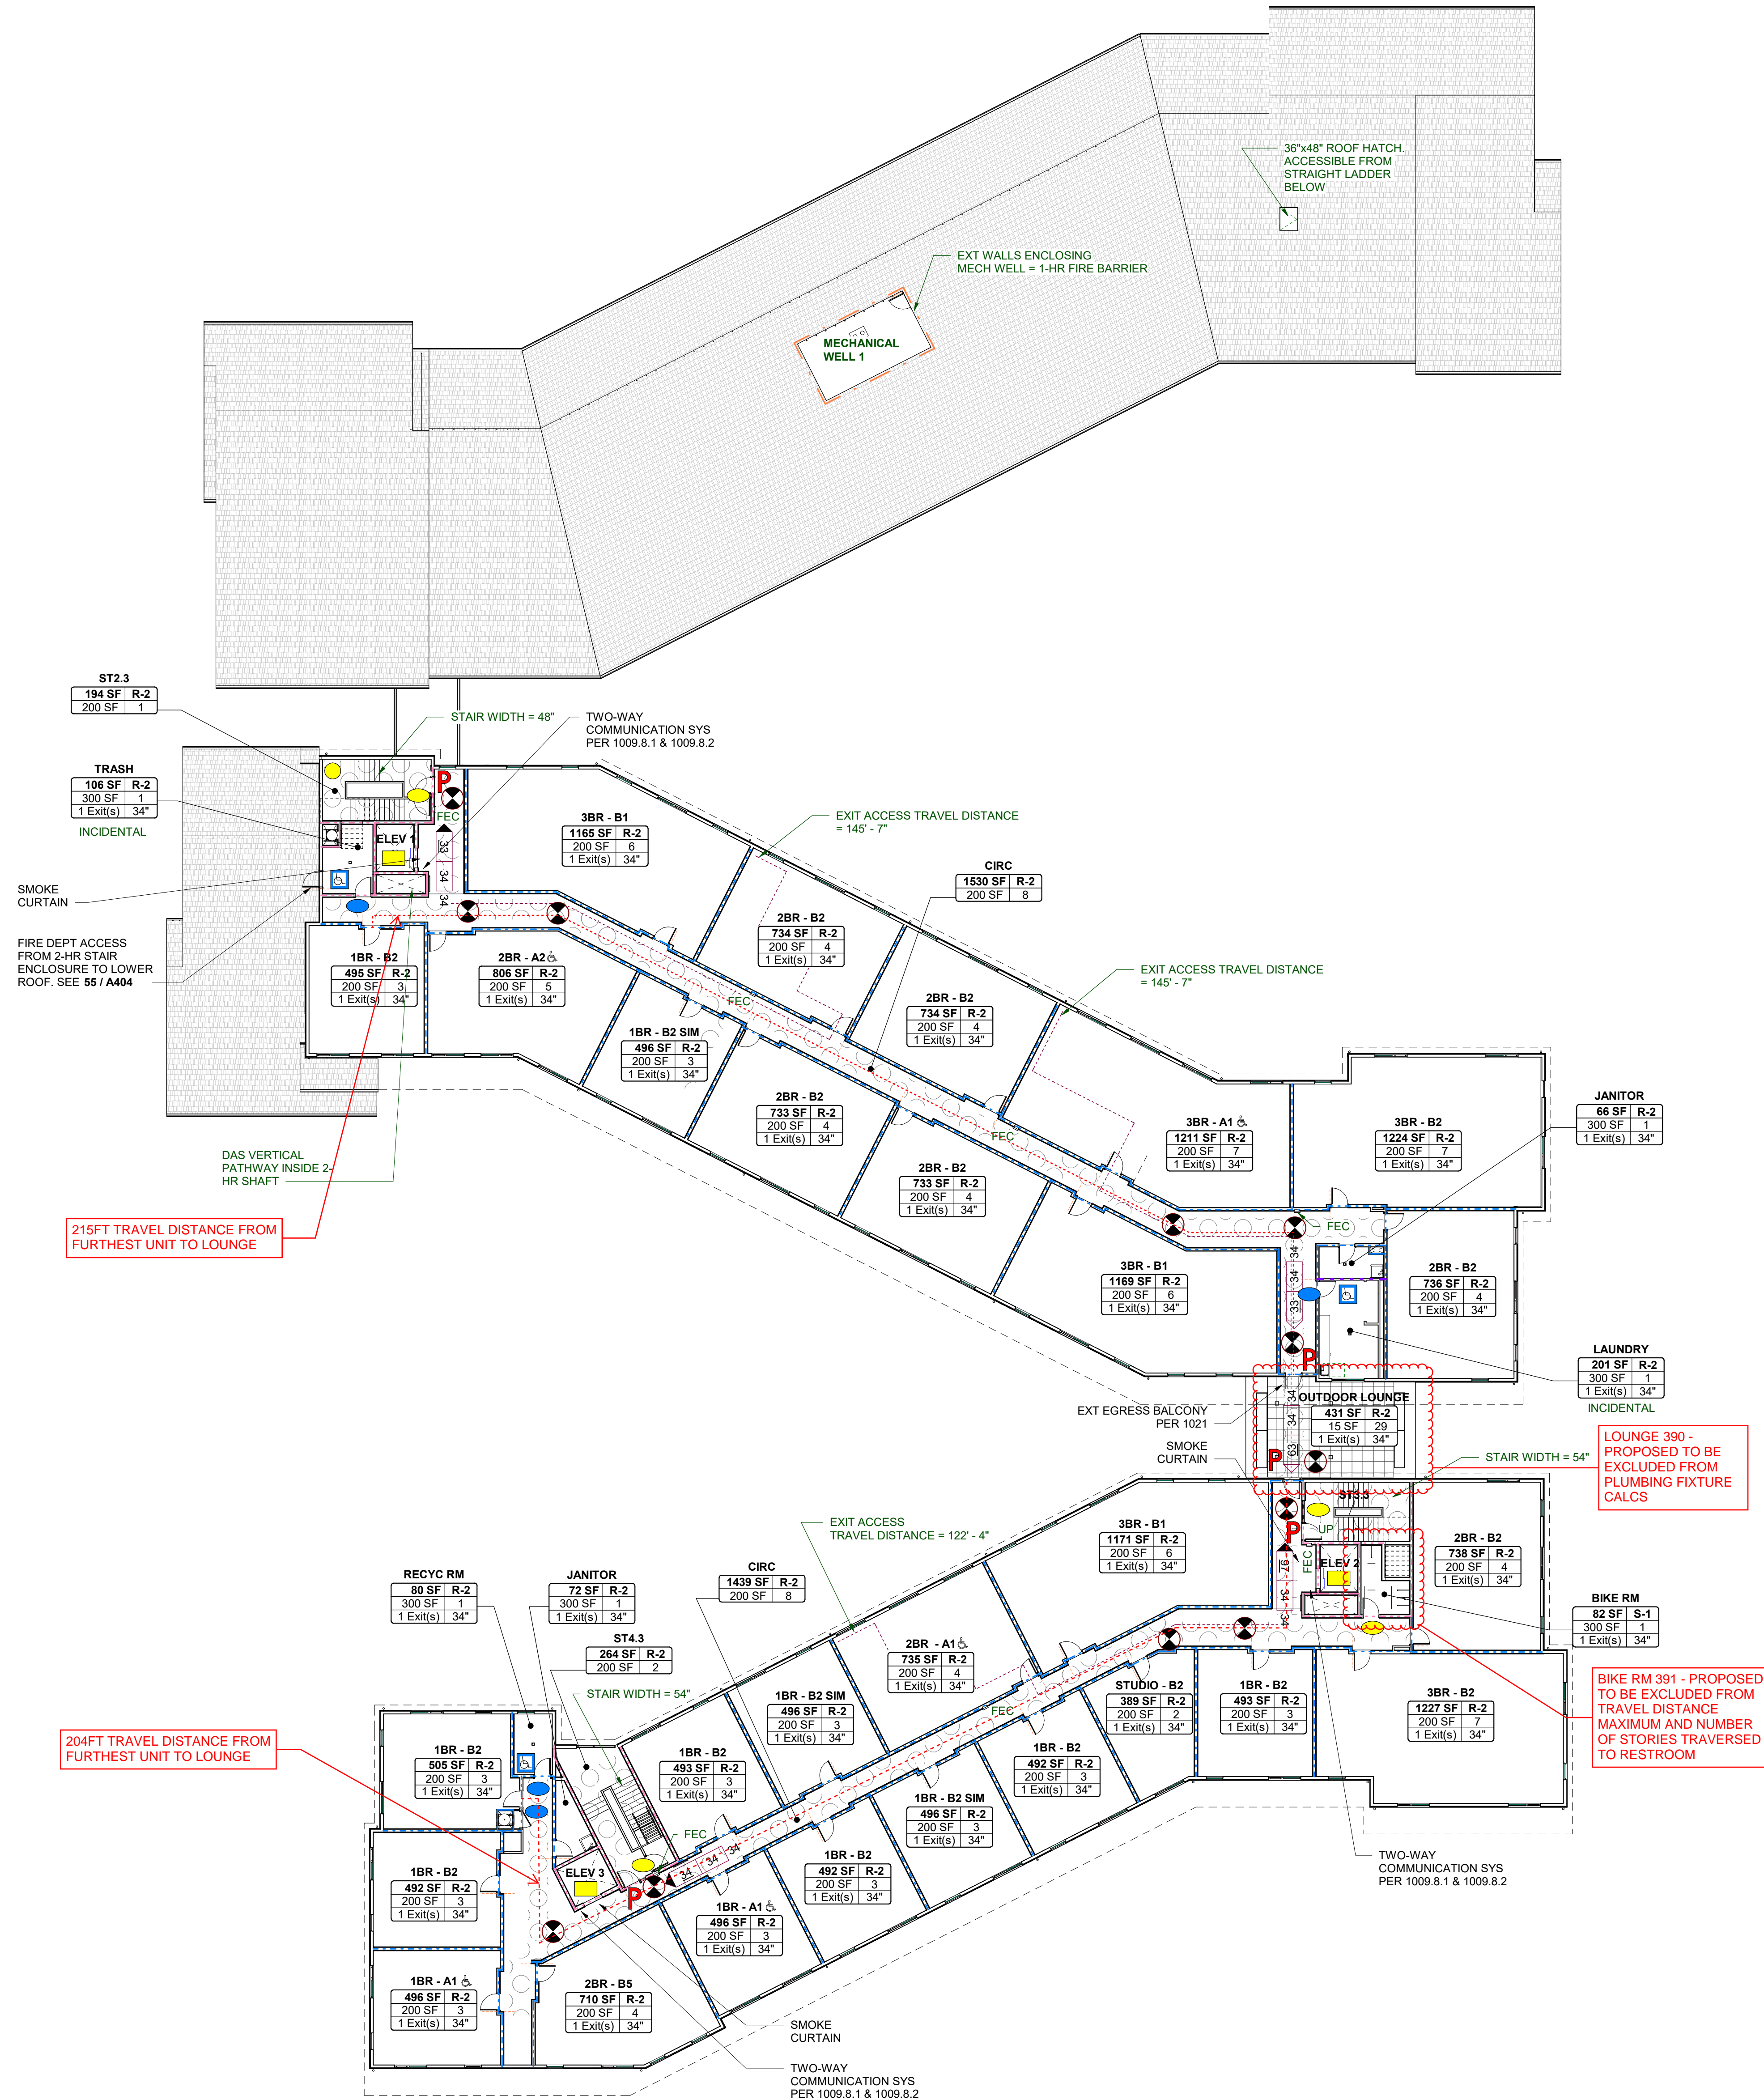 36"x48" ROOF HATCH.
ACCESSIBLE FROM
STRAIGHT LADDER
BELOW
EXT WALLS ENCLOSING
MECH WELL = 1-HR FIRE BARRIER
MECHANICAL
WELL 1
ST2.3
194 SF R-2
200 SF 1
STAIR WIDTH = 48"
TWO-WAY
COMMUNICATION SYS
PER 1009.8.1 & 1009.8.2
TRASH
106 SF R-2
300 SF 1
1 Exit(s) 34"
INCIDENTAL
P
FEC
ELEV 1
33
34
34
SMOKE
CURTAIN
FIRE DEPT ACCESS
FROM 2-HR STAIR
ENCLOSURE TO LOWER
ROOF. SEE 55 / A404
3BR - B1
1165 SF R-2
200 SF 6
1 Exit(s) 34"
EXIT ACCESS TRAVEL DISTANCE
= 145' - 7"
CIRC
1530 SF R-2
200 SF 8
2BR - B2
734 SF R-2
200 SF 4
1 Exit(s) 34"
EXIT ACCESS TRAVEL DISTANCE
= 145' - 7"
1BR - B2
495 SF R-2
200 SF 3
1 Exit(s) 34"
2BR - A2
806 SF R-2
200 SF 5
1 Exit(s) 34"
FEC
2BR - B2
734 SF R-2
200 SF 4
1 Exit(s) 34"
1BR - B2 SIM
496 SF R-2
200 SF 3
1 Exit(s) 34"
2BR - B2
733 SF R-2
200 SF 4
1 Exit(s) 34"
FEC
3BR - A1
1211 SF R-2
200 SF 7
1 Exit(s) 34"
3BR - B2
1224 SF R-2
200 SF 7
1 Exit(s) 34"
JANITOR
66 SF R-2
300 SF 1
1 Exit(s) 34"
DAS VERTICAL
PATHWAY INSIDE 2-
HR SHAFT
2BR - B2
733 SF R-2
200 SF 4
1 Exit(s) 34"
215FT TRAVEL DISTANCE FROM
FURTHEST UNIT TO LOUNGE
FEC
34
34
33
3BR - B1
1169 SF R-2
200 SF 6
1 Exit(s) 34"
2BR - B2
736 SF R-2
200 SF 4
1 Exit(s) 34"
P
LAUNDRY
201 SF R-2
300 SF 1
1 Exit(s) 34"
INCIDENTAL
EXT EGRESS BALCONY
PER 1021
OUTDOOR LOUNGE
431 SF R-2
15 SF 29
1 Exit(s) 34"
34
34
63
P
SMOKE
CURTAIN
STAIR WIDTH = 54"
LOUNGE 390 -
PROPOSED TO BE
EXCLUDED FROM
PLUMBING FIXTURE
CALCS
ST3.3
UP
P
FEC
ELEV 2
97
34
34
EXIT ACCESS
TRAVEL DISTANCE = 122' - 4"
3BR - B1
1171 SF R-2
200 SF 6
1 Exit(s) 34"
2BR - B2
738 SF R-2
200 SF 4
1 Exit(s) 34"
RECYC RM
80 SF R-2
300 SF 1
1 Exit(s) 34"
JANITOR
72 SF R-2
300 SF 1
1 Exit(s) 34"
CIRC
1439 SF R-2
200 SF 8
BIKE RM
82 SF S-1
300 SF 1
1 Exit(s) 34"
ST4.3
264 SF R-2
200 SF 2
2BR - A1
735 SF R-2
200 SF 4
1 Exit(s) 34"
STAIR WIDTH = 54"
1BR - B2 SIM
496 SF R-2
200 SF 3
1 Exit(s) 34"
FEC
STUDIO - B2
389 SF R-2
200 SF 2
1 Exit(s) 34"
1BR - B2
493 SF R-2
200 SF 3
1 Exit(s) 34"
3BR - B2
1227 SF R-2
200 SF 7
1 Exit(s) 34"
BIKE RM 391 - PROPOSED
TO BE EXCLUDED FROM
TRAVEL DISTANCE
MAXIMUM AND NUMBER
OF STORIES TRAVERSED
TO RESTROOM
204FT TRAVEL DISTANCE FROM
FURTHEST UNIT TO LOUNGE
1BR - B2
505 SF R-2
200 SF 3
1 Exit(s) 34"
1BR - B2
493 SF R-2
200 SF 3
1 Exit(s) 34"
1BR - B2
492 SF R-2
200 SF 3
1 Exit(s) 34"
1BR - B2 SIM
496 SF R-2
200 SF 3
1 Exit(s) 34"
FEC
34
34
34
P
ELEV 3
1BR - B2
492 SF R-2
200 SF 3
1 Exit(s) 34"
1BR - B2
492 SF R-2
200 SF 3
1 Exit(s) 34"
TWO-WAY
COMMUNICATION SYS
PER 1009.8.1 & 1009.8.2
1BR - A1
496 SF R-2
200 SF 3
1 Exit(s) 34"
1BR - A1
496 SF R-2
200 SF 3
1 Exit(s) 34"
2BR - B5
710 SF R-2
200 SF 4
1 Exit(s) 34"
SMOKE
CURTAIN
TWO-WAY
COMMUNICATION SYS
PER 1009.8.1 & 1009.8.2